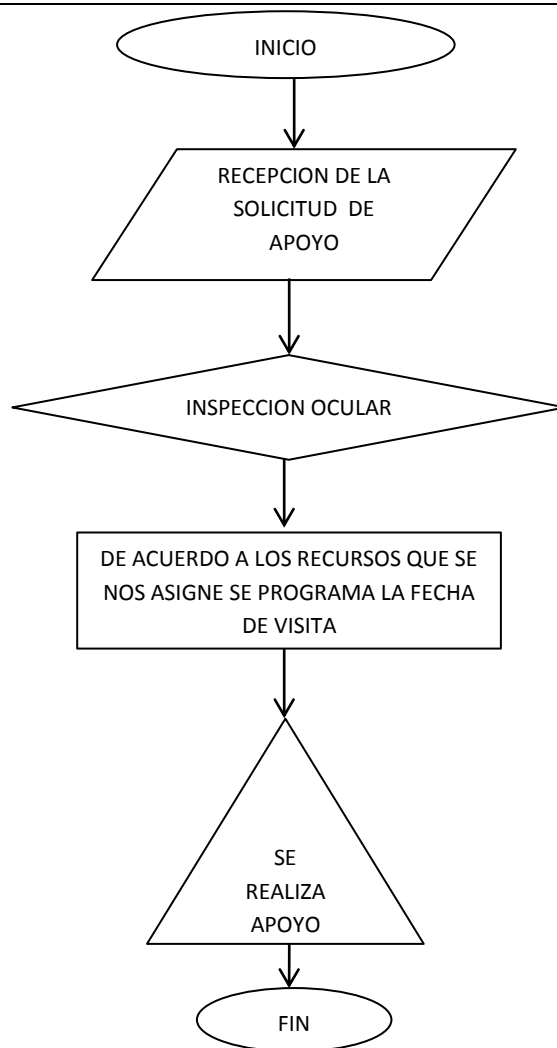 INICIO
RECEPCION DE LA
SOLICITUD DE
APOYO
INSPECCION OCULAR
DE ACUERDO A LOS RECURSOS QUE SE
NOS ASIGNE SE PROGRAMA LA FECHA
DE VISITA
SE
REALIZA
APOYO
FIN